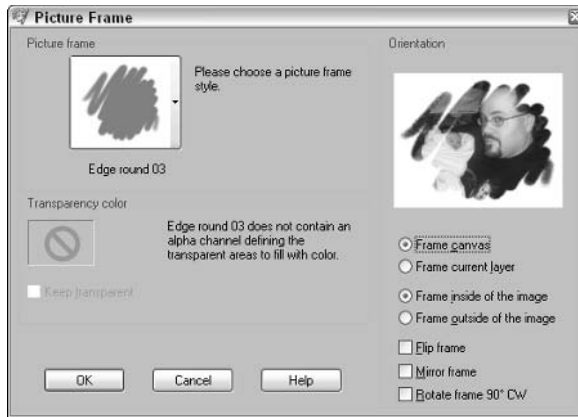 Picture Frame
Picture frame
Please choose a picture frame
style.
Edge round 03
Transparency color
Edge round 03 does not contain an
alpha channel defining the
transparent areas to fill with color.
Keep transparent
OK
Cancel
Help
Orientation
Frame canvas
Frame current layer
Frame inside of the image
Frame outside of the image
Flip frame
Mirror frame
Rotate frame 90° CW